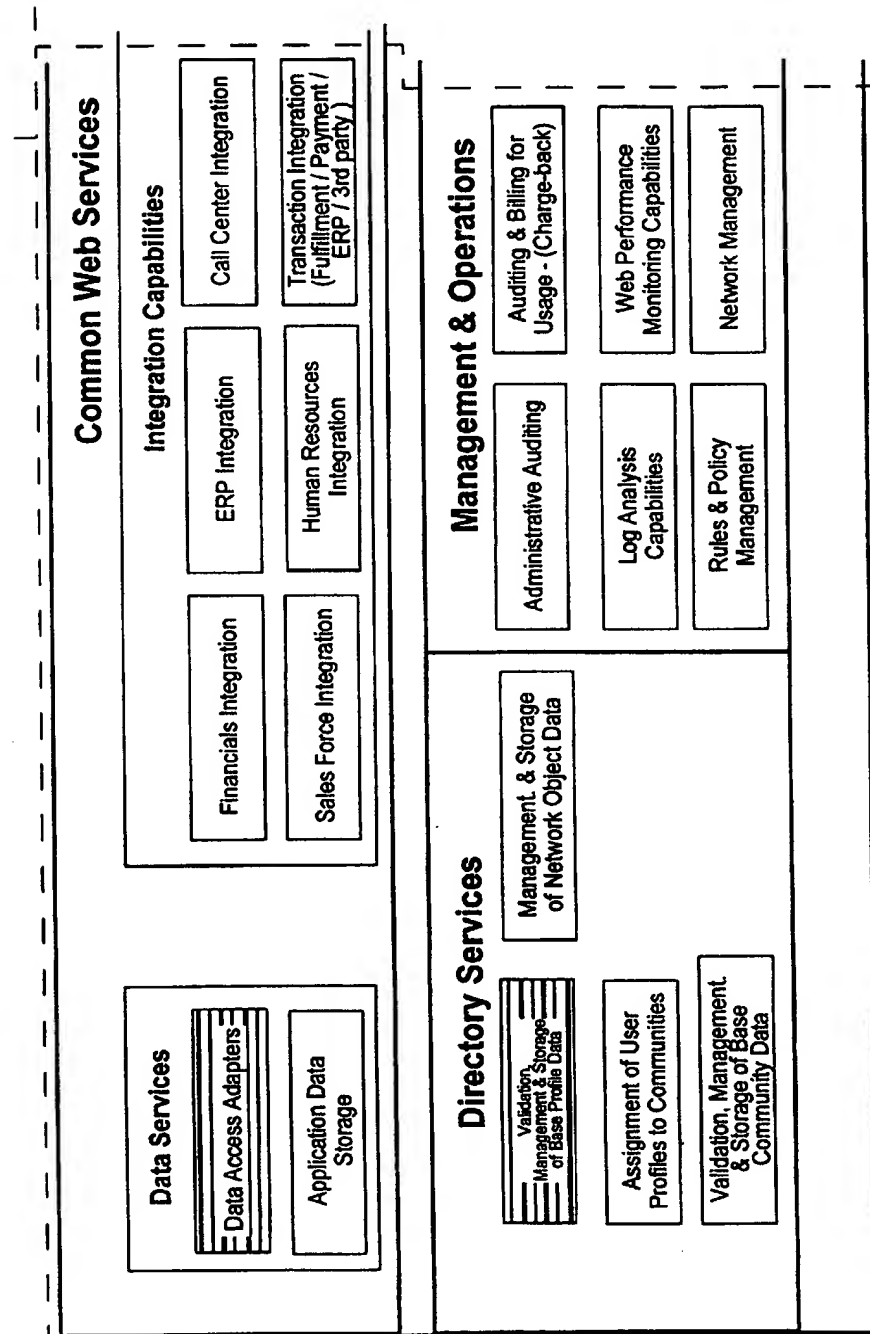 Common Web Services
Data Services
Data Access Adapters
Application Data
Storage
Integration Capabilities
Financials Integration
ERP Integration
Call Center Integration
Sales Force Integration
Human Resources
Integration
Transaction Integration
(Fulfillment / Payment /
ERP / 3rd party )
Directory Services
Validation,
Management & Storage
of Base Profile Data
Management. & Storage
of Network Object Data
Assignment of User
Profiles to Communities
Validation, Management.
& Storage of Base
Community Data
Management & Operations
Administrative Auditing
Auditing & Billing for
Usage - (Charge-back)
Log Analysis
Capabilities
Web Performance
Monitoring Capabilities
Rules & Policy
Management
Network Management